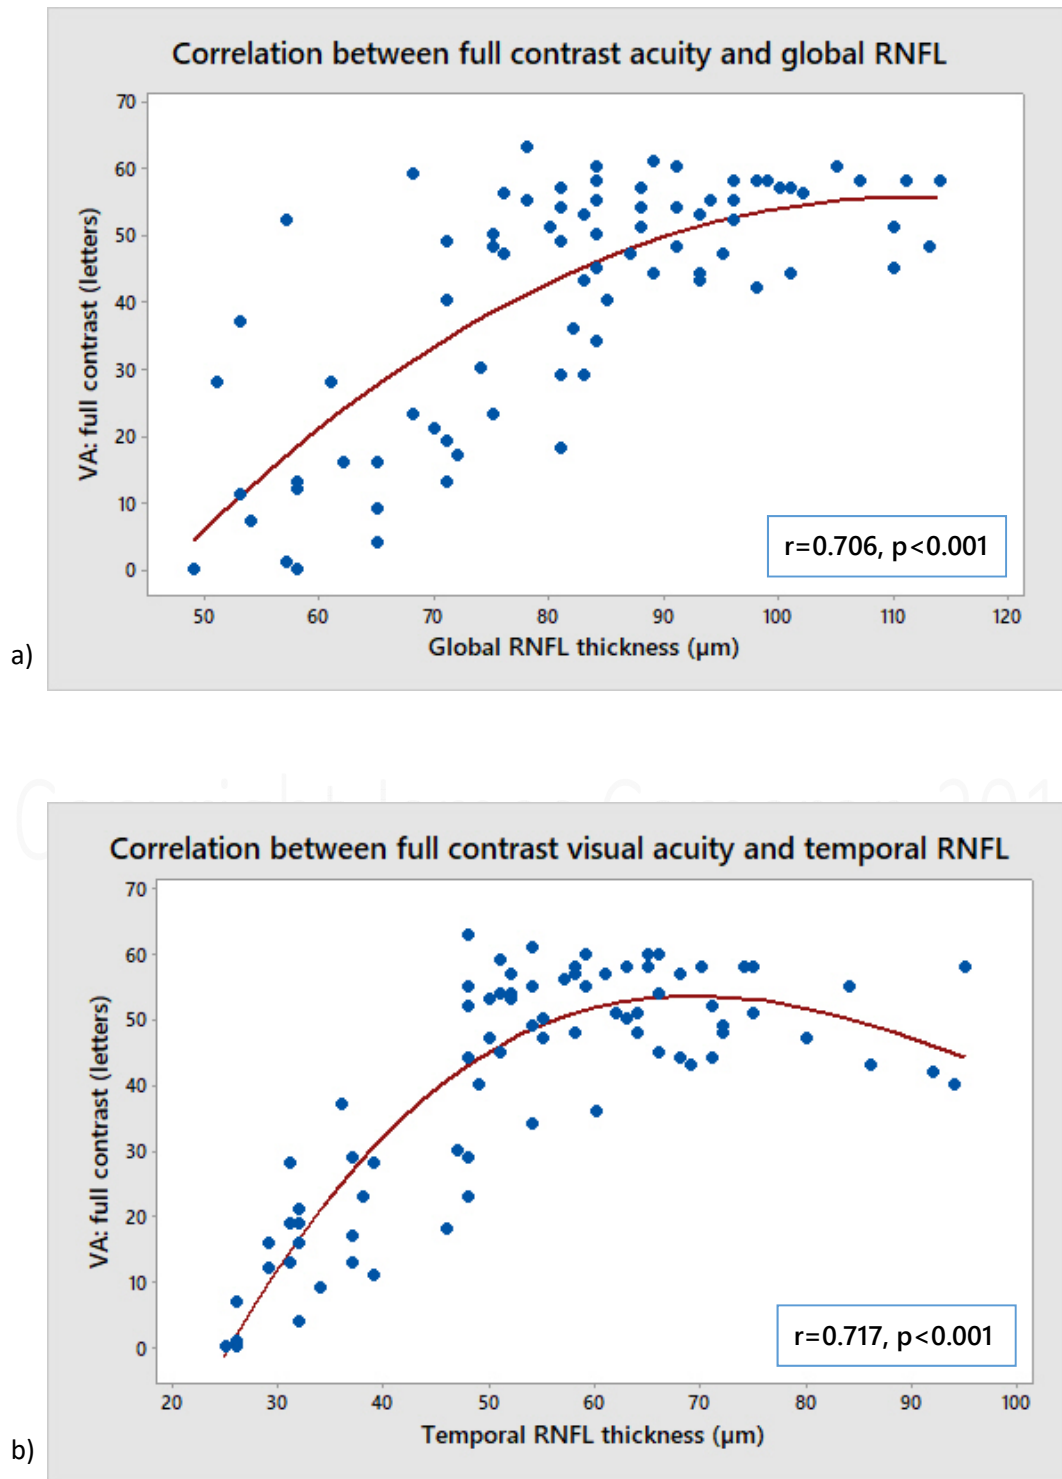 Correlation between full contrast acuity and global RNFL
70
60
50
40
30
20
10
0
VA: full contrast (letters)
r=0.706, p<0.001
50 60 70 80 90 100 110 120
Global RNFL thickness (µm)
a)
Correlation between full contrast visual acuity and temporal RNFL
70
60
50
40
30
20
10
0
VA: full contrast (letters)
r=0.717, p<0.001
20 30 40 50 60 70 80 90 100
Temporal RNFL thickness (µm)
b)